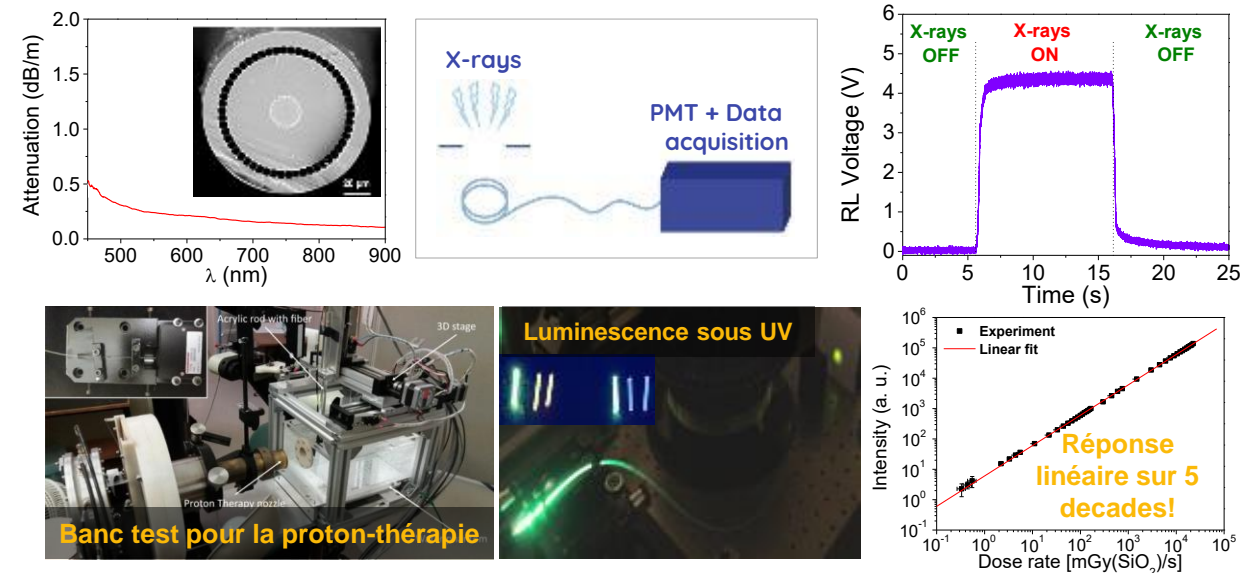 2.0
1.5
1.0
0.5
0.0
Attenuation (dB/m)
500
600
700
800
900
λ (nm)
20 µm
X-rays
PMT + Data
acquisition
6
5
4
3
2
1
0
RL Voltage (V)
X-rays
OFF
X-rays
ON
X-rays
OFF
0
5
10
15
20
25
Time (s)
Acrylic rod with fiber
3D stage
Proton Therapy nozzle
Banc test pour la proton-thérapie
Luminescence sous UV
10⁶
10⁵
10⁴
10³
10²
10¹
10⁰
10⁻¹
Intensity (a. u.)
Experiment
Linear fit
Réponse
linéaire sur 5
decades!
10⁻¹
10⁰
10¹
10²
10³
10⁴
10⁵
Dose rate [mGy(SiO₂)/s]